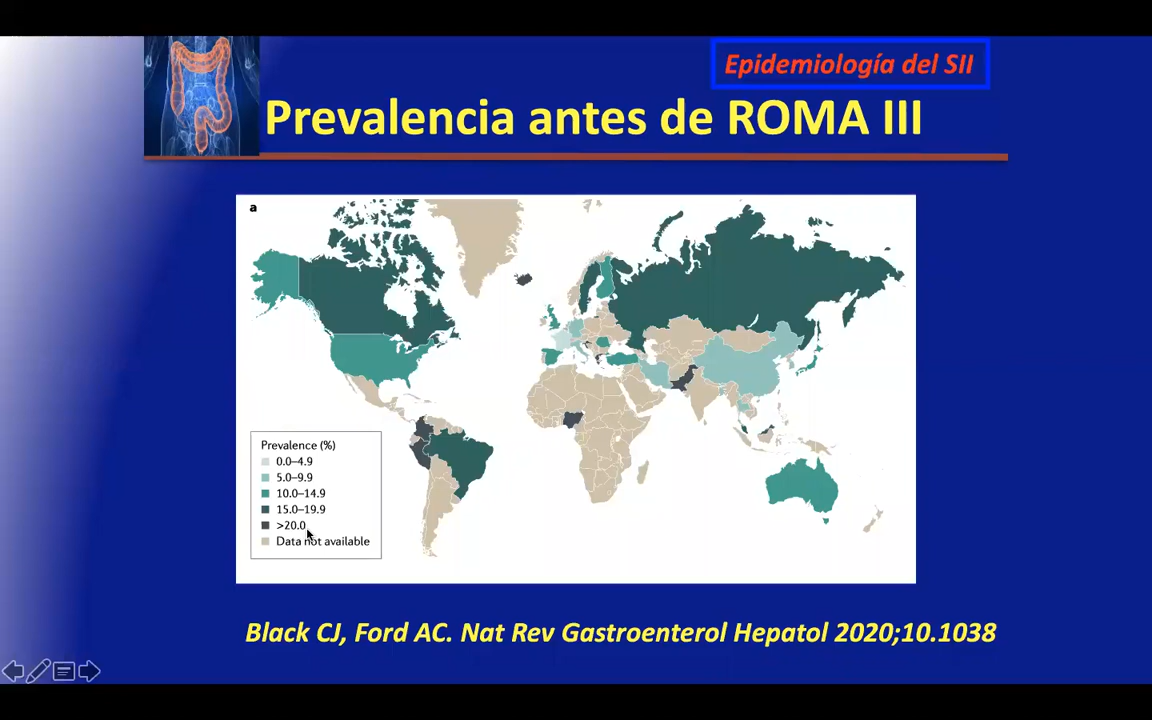 Epidemiología del SII
Prevalencia antes de ROMA III
a
Prevalence (%)
0.0–4.9
5.0–9.9
10.0–14.9
15.0–19.9
>20.0
Data not available
Black CJ, Ford AC. Nat Rev Gastroenterol Hepatol 2020;10.1038